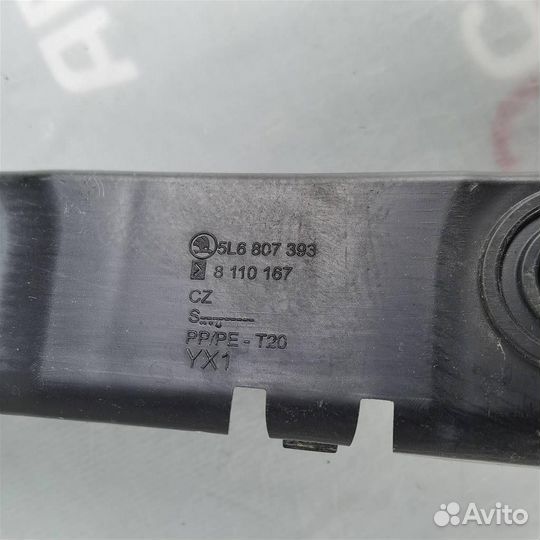 5L6 807 393
8 110 167
CZ
PP/PE - T20
YX1
Avito